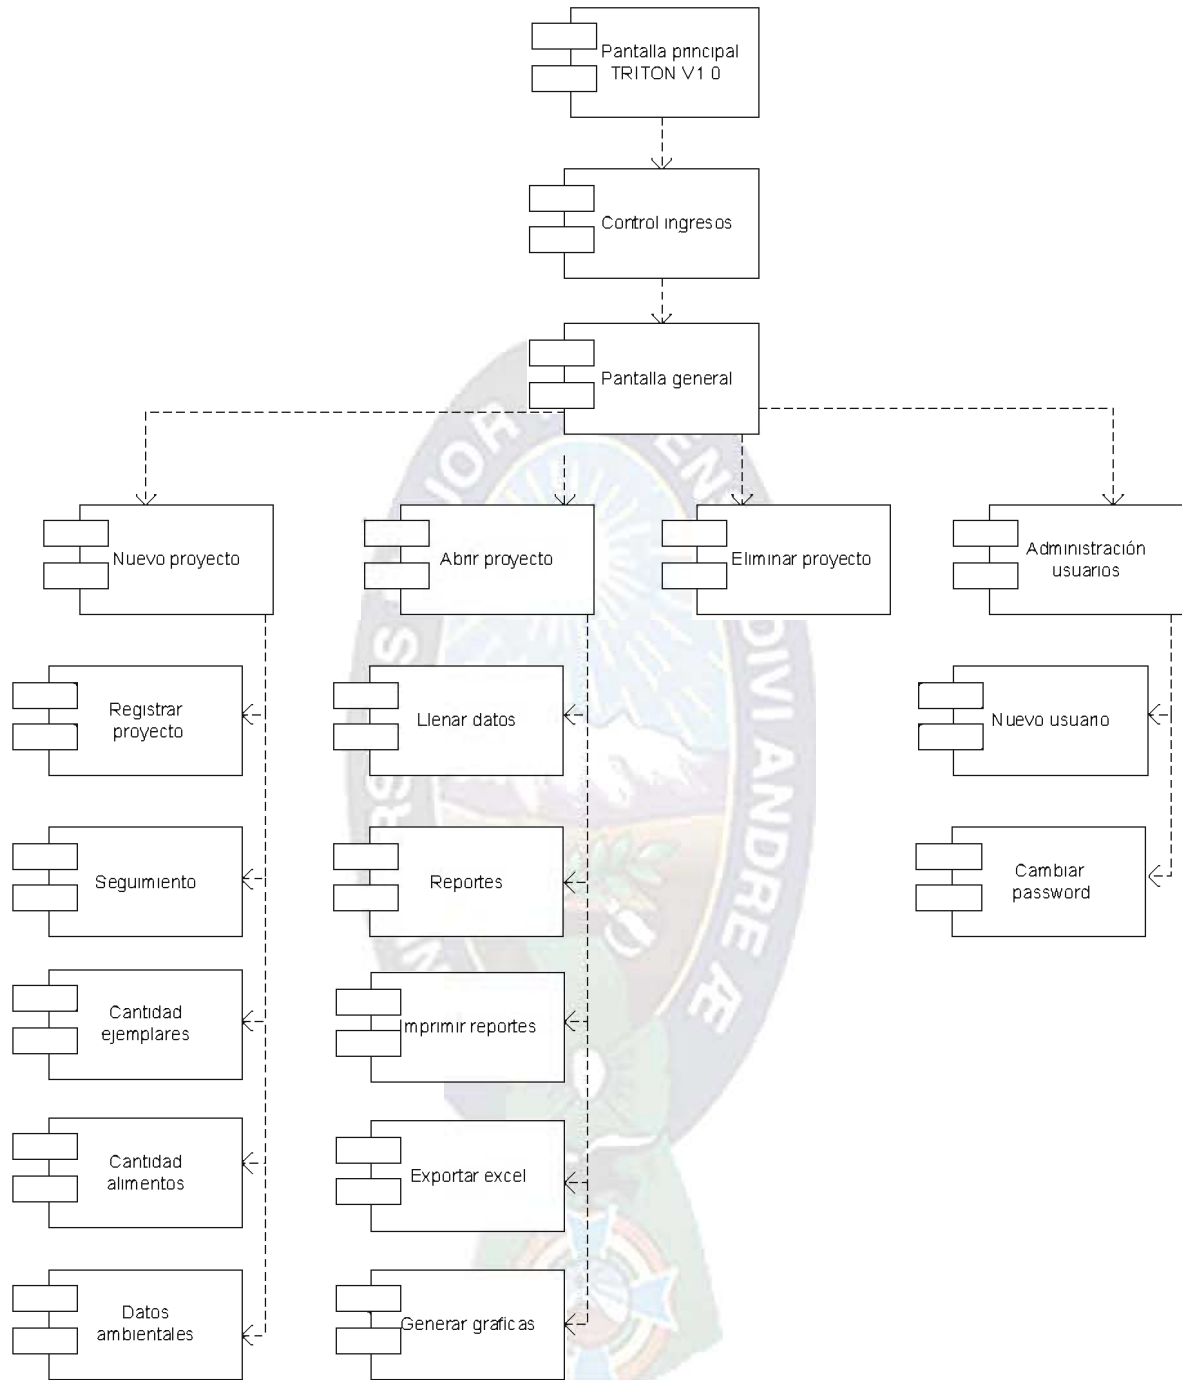 Pantalla principal
TRITON V1 0
Control ingresos
Pantalla general
Nuevo proyecto
Abrir proyecto
Eliminar proyecto
Administración
usuarios
Registrar
proyecto
Llenar datos
Nuevo usuario
Seguimiento
Reportes
Cambiar
password
Cantidad
ejemplares
Imprimir reportes
Cantidad
alimentos
Exportar excel
Datos
ambientales
Generar graficas
DIVI ANDRE Æ